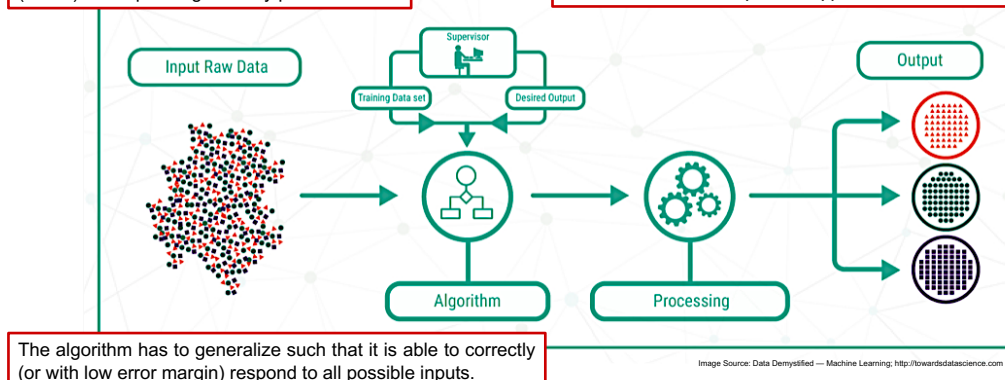 Supervisor
Input Raw Data
Output
Training Data set
Desired Output
Algorithm
Processing
The algorithm has to generalize such that it is able to correctly
(or with low error margin) respond to all possible inputs.
Image Source: Data Demystified — Machine Learning; http://towardsdatascience.com